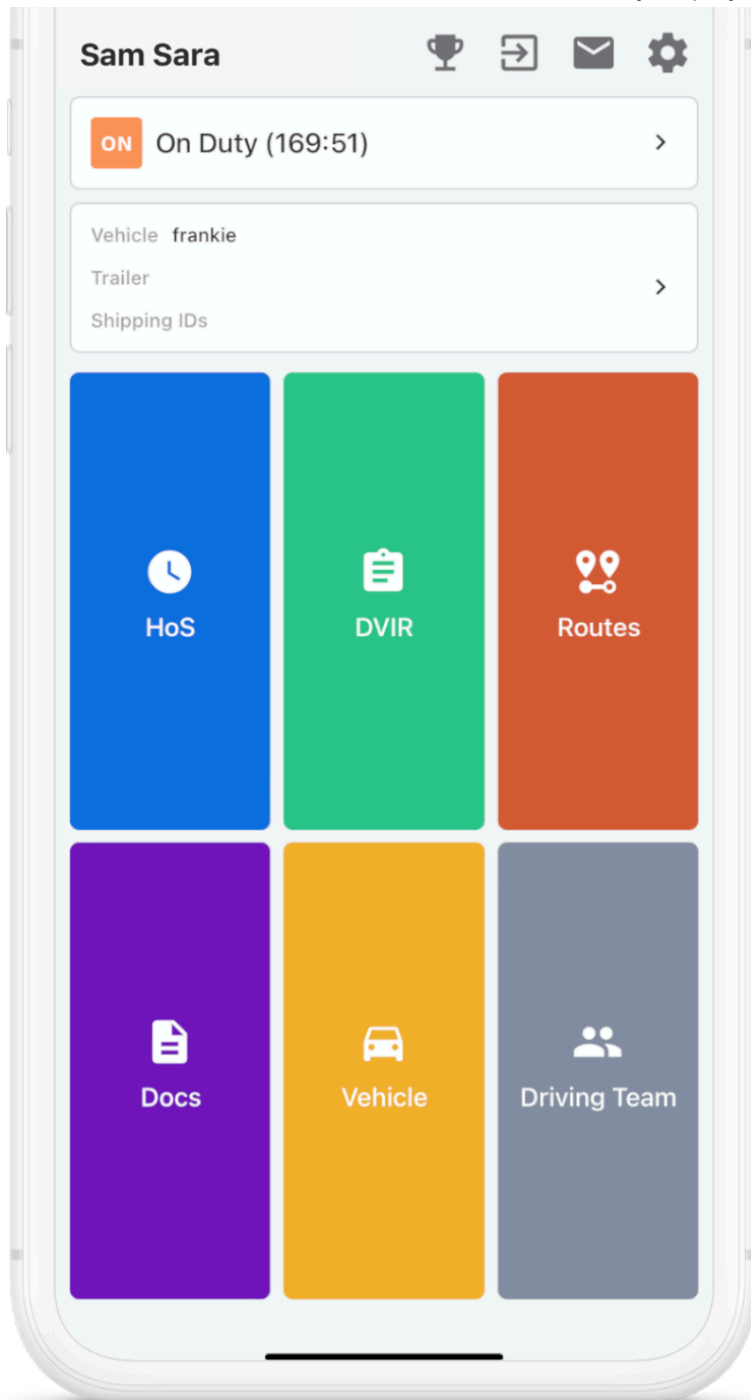 Sam Sara
ON On Duty (169:51)
Vehicle frankie
Trailer
Shipping IDs
HoS DVIR Routes
Docs Vehicle Driving Team